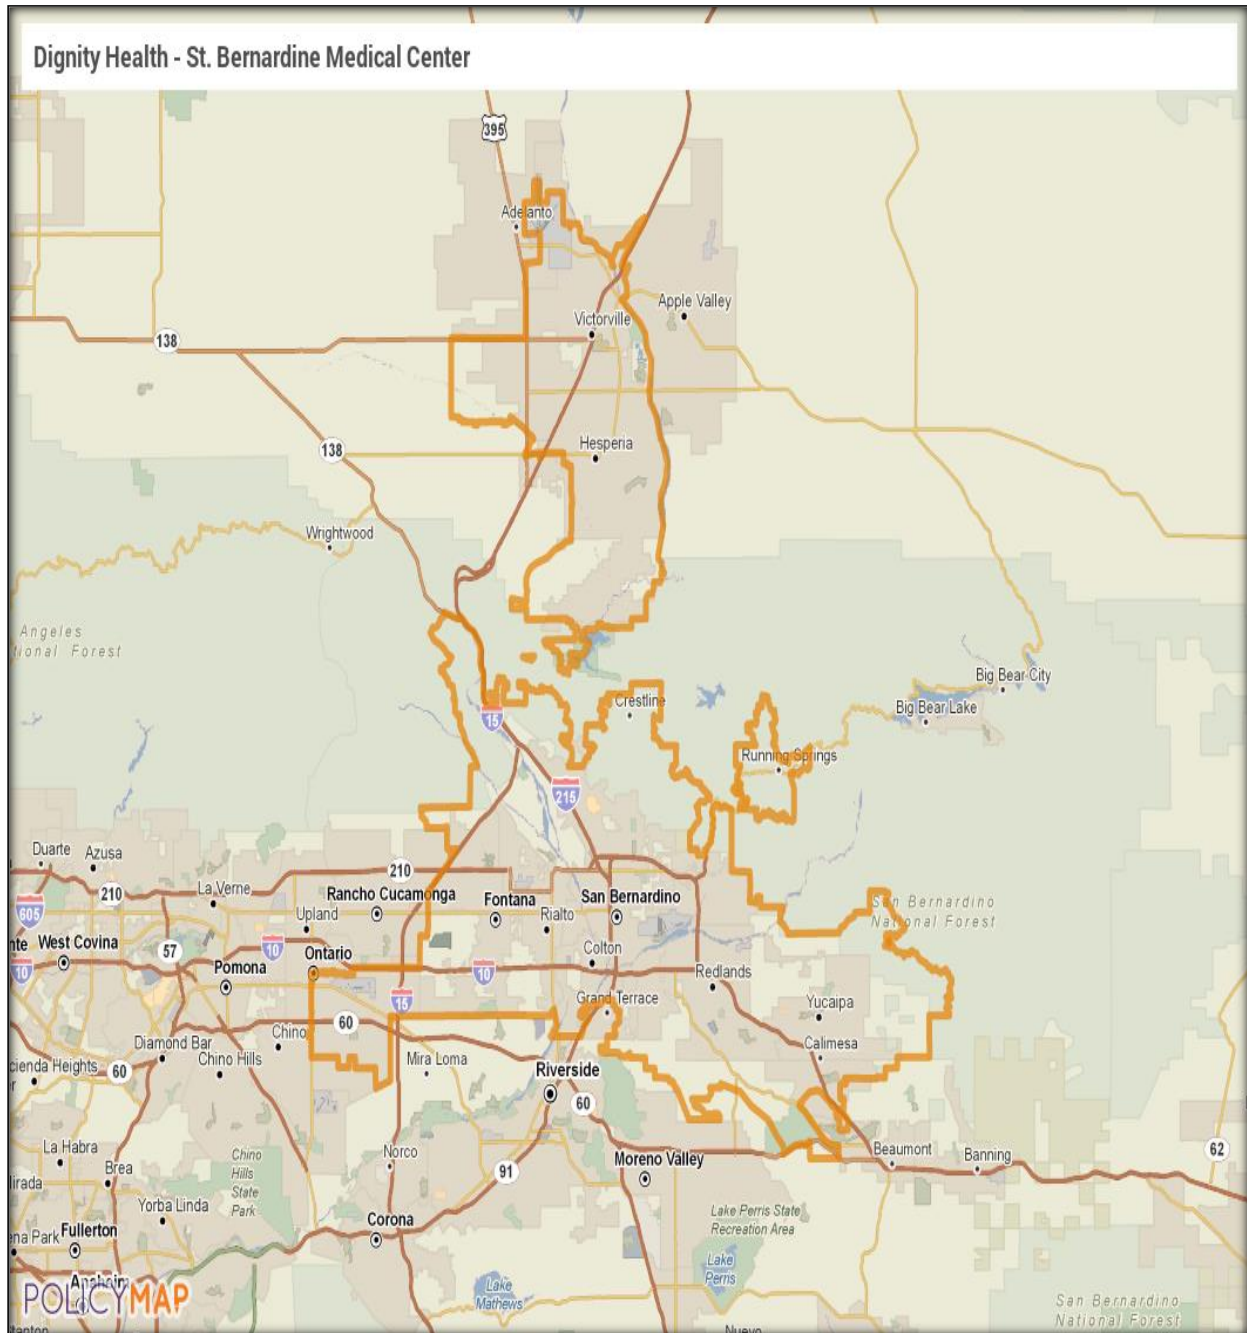 Dignity Health - St. Bernardine Medical Center
395
Adelanto
Apple Valley
Victorville
138
Hesperia
138
Wrightwood
Angeles
Forest
Big Bear City
Crestline
Big Bear Lake
15
Running Springs
215
Duarte
Azusa
210
210
La Verne
Rancho Cucamonga
Fontana
San Bernardino
605
Upland
Rialto
San Bernardino
National Forest
West Covina
57
10
Ontario
Colton
10
Pomona
10
Redlands
15
Grand Terrace
Yucaipa
60
Chino
Diamond Bar
Calimesa
Chino Hills
Mira Loma
Heights
60
Riverside
60
La Habra
Chino
Hills
State
Park
Norco
Beaumont
Banning
62
Brea
91
Moreno Valley
Yorba Linda
Lake Perris State
Recreation Area
Corona
Park
Fullerton
Lake
Perris
Anaheim
POLICYMAP
Lake
Mathews
San Bernardino
National Forest